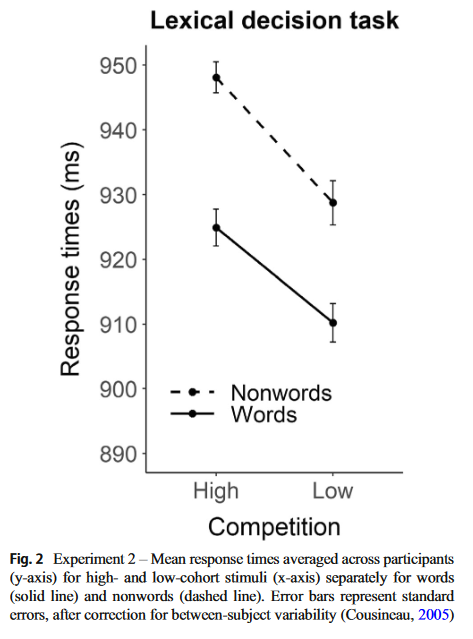 Lexical decision task
Response times (ms)
950
940
930
920
910
900
890
Nonwords
Words
High Low
Competition
Fig. 2 Experiment 2 – Mean response times averaged across participants
(y-axis) for high- and low-cohort stimuli (x-axis) separately for words
(solid line) and nonwords (dashed line). Error bars represent standard
errors, after correction for between-subject variability (Cousineau, 2005)